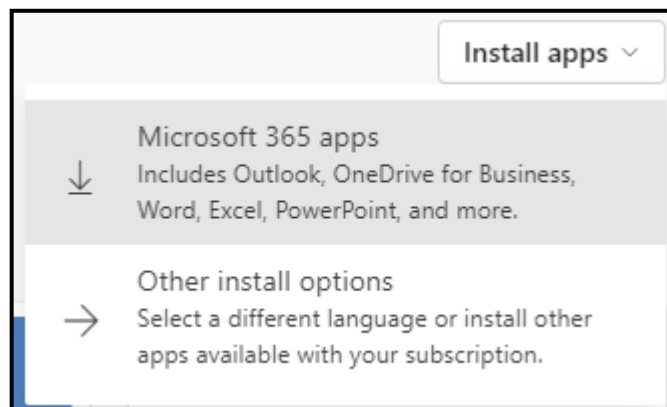 Install apps
Microsoft 365 apps
Includes Outlook, OneDrive for Business,
Word, Excel, PowerPoint, and more.
Other install options
Select a different language or install other
apps available with your subscription.